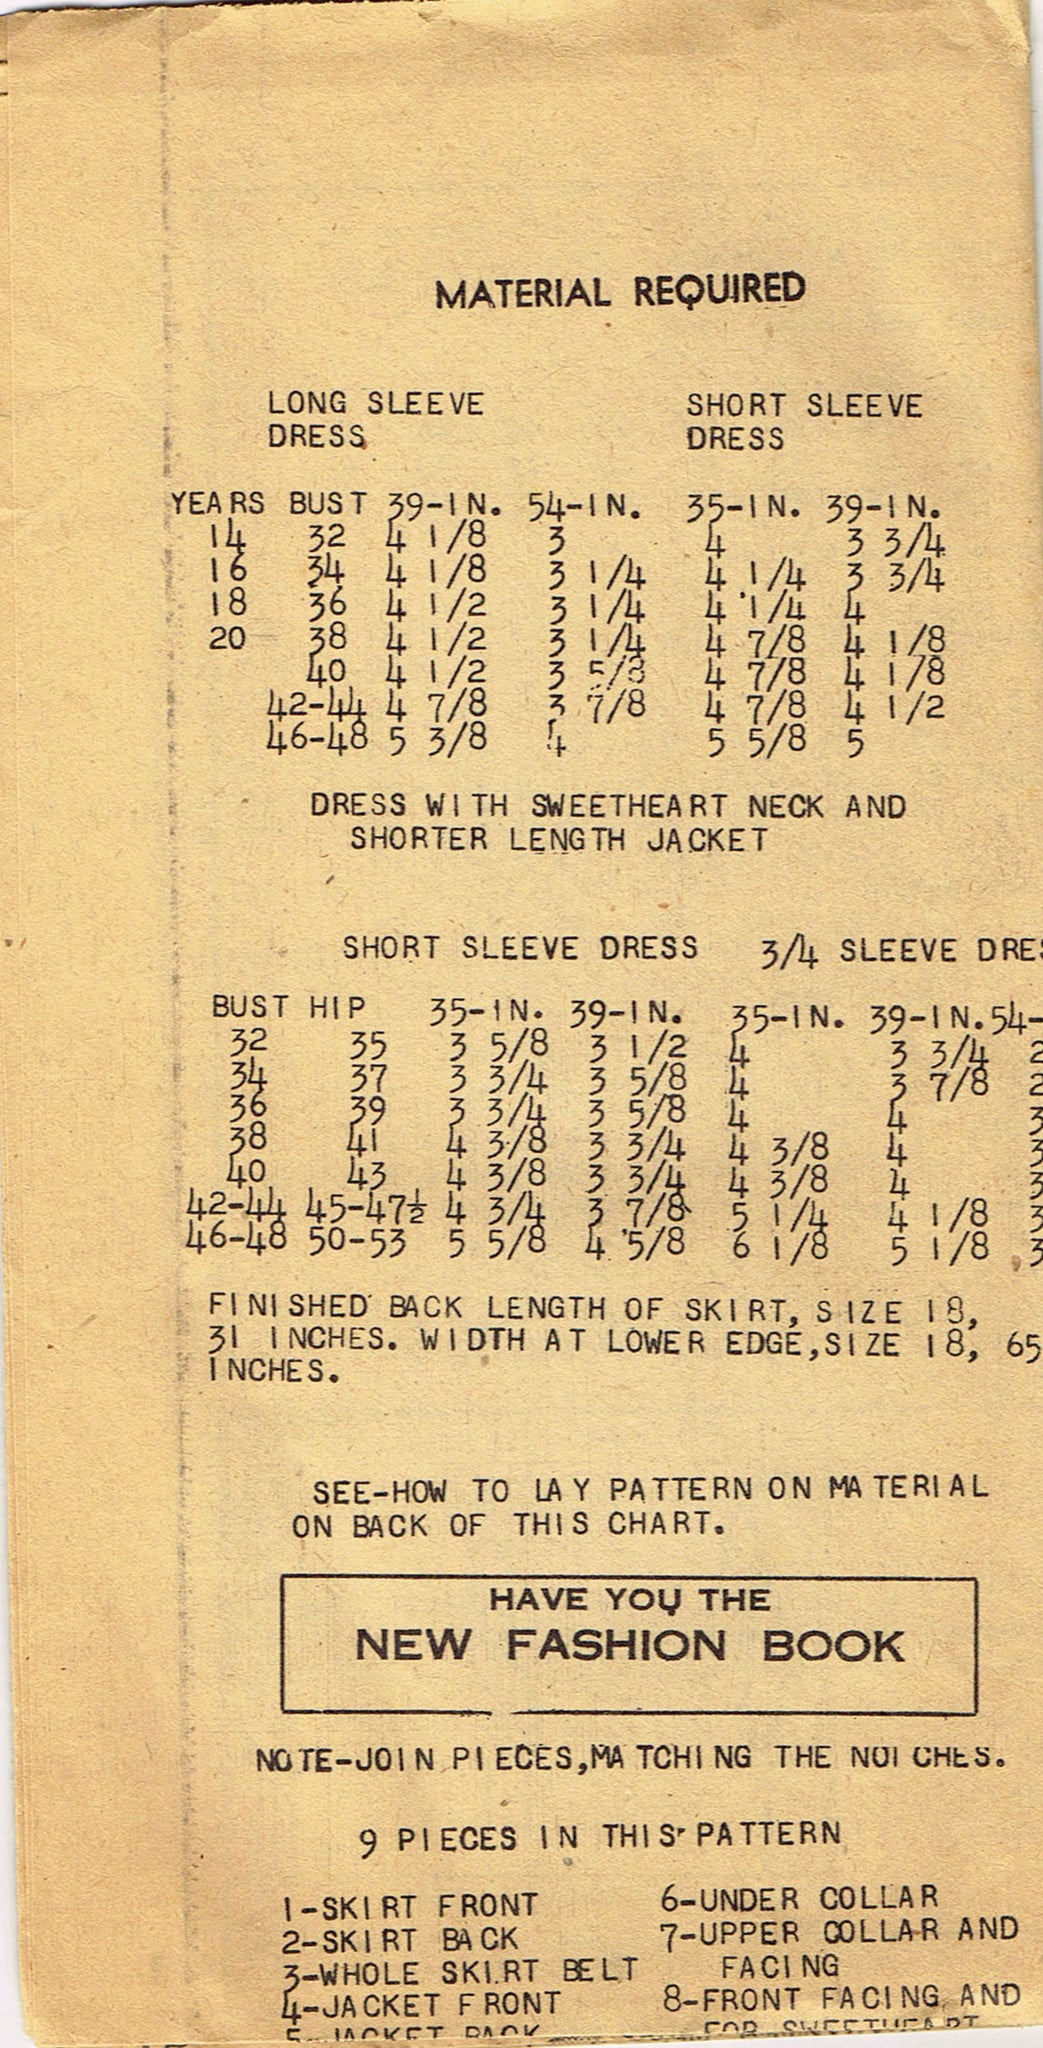 MATERIAL REQUIRED
LONG SLEEVE DRESS SHORT SLEEVE DRESS
YEARS BUST 39-IN. 54-IN. 35-IN. 39-IN.
14 32 4 1/8 3 4 3 3/4
16 34 4 1/8 3 1/4 4 1/4 3 3/4
18 36 4 1/2 3 1/4 4 1/4 4
20 38 4 1/2 3 1/4 4 7/8 4 1/8
40 4 1/2 3 5/8 4 7/8 4 1/8
42-44 4 7/8 3 7/8 4 7/8 4 1/2
46-48 5 3/8 4 5 5/8 5
DRESS WITH SWEETHEART NECK AND
SHORTER LENGTH JACKET
SHORT SLEEVE DRESS 3/4 SLEEVE DRES
BUST HIP 35-IN. 39-IN. 35-IN. 39-IN. 54-
32 35 3 5/8 3 1/2 4 3 3/4 2
34 37 3 3/4 3 5/8 4 3 7/8 2
36 39 3 3/4 3 5/8 4 4 3
38 41 4 3/8 3 3/4 4 3/8 4 3
40 43 4 3/8 3 3/4 4 3/8 4 3
42-44 45-47½ 4 3/4 3 7/8 5 1/4 4 1/8 3
46-48 50-53 5 5/8 4 5/8 6 1/8 5 1/8 3
FINISHED BACK LENGTH OF SKIRT, SIZE 18,
31 INCHES. WIDTH AT LOWER EDGE, SIZE 18, 65
INCHES.
SEE-HOW TO LAY PATTERN ON MATERIAL
ON BACK OF THIS CHART.
HAVE YOU THE
NEW FASHION BOOK
NOTE-JOIN PIECES, MATCHING THE NOTCHES.
9 PIECES IN THIS PATTERN
1-SKIRT FRONT
2-SKIRT BACK
3-WHOLE SKIRT BELT
4-JACKET FRONT
5-JACKET BACK
6-UNDER COLLAR
7-UPPER COLLAR AND
FACING
8-FRONT FACING AND
FOR SWEETHEART